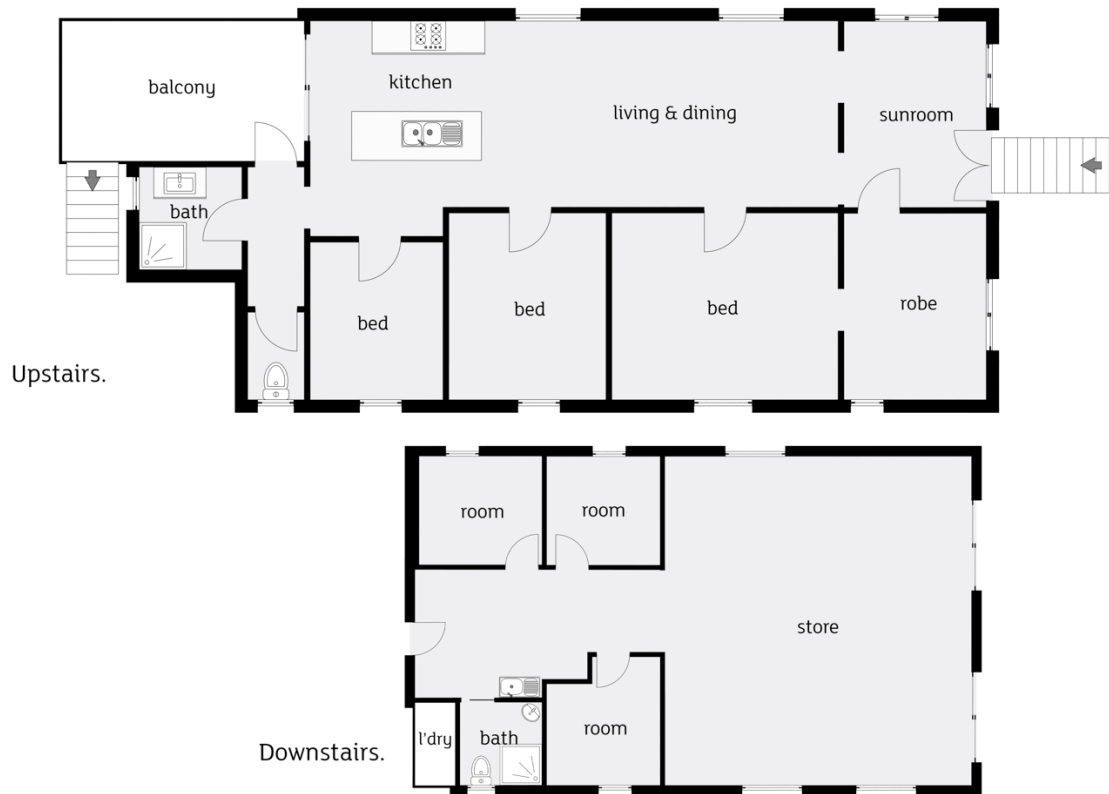 balcony
kitchen
living & dining
sunroom
bath
bed
bed
bed
robe
Upstairs.
room
room
store
room
l'dry
bath
Downstairs.